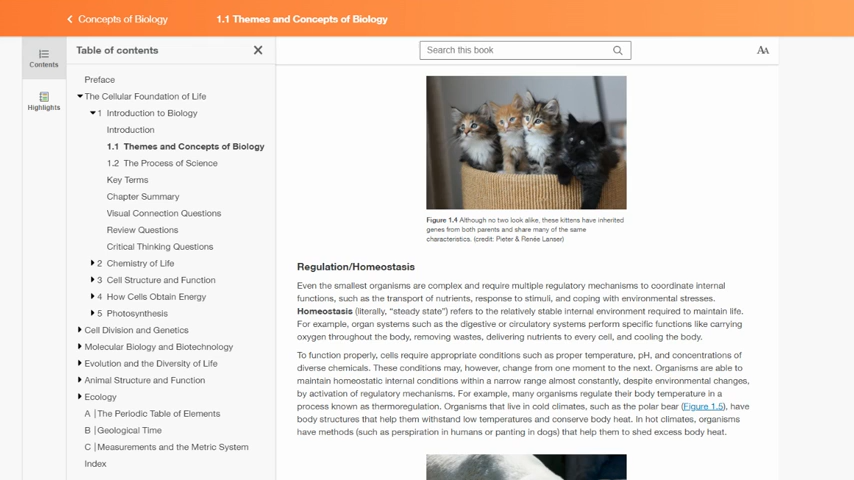 Concepts of Biology
1.1 Themes and Concepts of Biology
Contents
Highlights
Table of contents
Preface
The Cellular Foundation of Life
1 Introduction to Biology
Introduction
1.1 Themes and Concepts of Biology
1.2 The Process of Science
Key Terms
Chapter Summary
Visual Connection Questions
Review Questions
Critical Thinking Questions
2 Chemistry of Life
3 Cell Structure and Function
4 How Cells Obtain Energy
5 Photosynthesis
Cell Division and Genetics
Molecular Biology and Biotechnology
Evolution and the Diversity of Life
Animal Structure and Function
Ecology
A | The Periodic Table of Elements
B | Geological Time
C | Measurements and the Metric System
Index
Search this book
AA
Figure 1.4 Although no two look alike, these kittens have inherited
genes from both parents and share many of the same
characteristics. (credit: Pieter & Renée Lanser)
Regulation/Homeostasis
Even the smallest organisms are complex and require multiple regulatory mechanisms to coordinate internal
functions, such as the transport of nutrients, response to stimuli, and coping with environmental stresses.
Homeostasis (literally, “steady state”) refers to the relatively stable internal environment required to maintain life.
For example, organ systems such as the digestive or circulatory systems perform specific functions like carrying
oxygen throughout the body, removing wastes, delivering nutrients to every cell, and cooling the body.
To function properly, cells require appropriate conditions such as proper temperature, pH, and concentrations of
diverse chemicals. These conditions may, however, change from one moment to the next. Organisms are able to
maintain homeostatic internal conditions within a narrow range almost constantly, despite environmental changes,
by activation of regulatory mechanisms. For example, many organisms regulate their body temperature in a
process known as thermoregulation. Organisms that live in cold climates, such as the polar bear (Figure 1.5), have
body structures that help them withstand low temperatures and conserve body heat. In hot climates, organisms
have methods (such as perspiration in humans or panting in dogs) that help them to shed excess body heat.